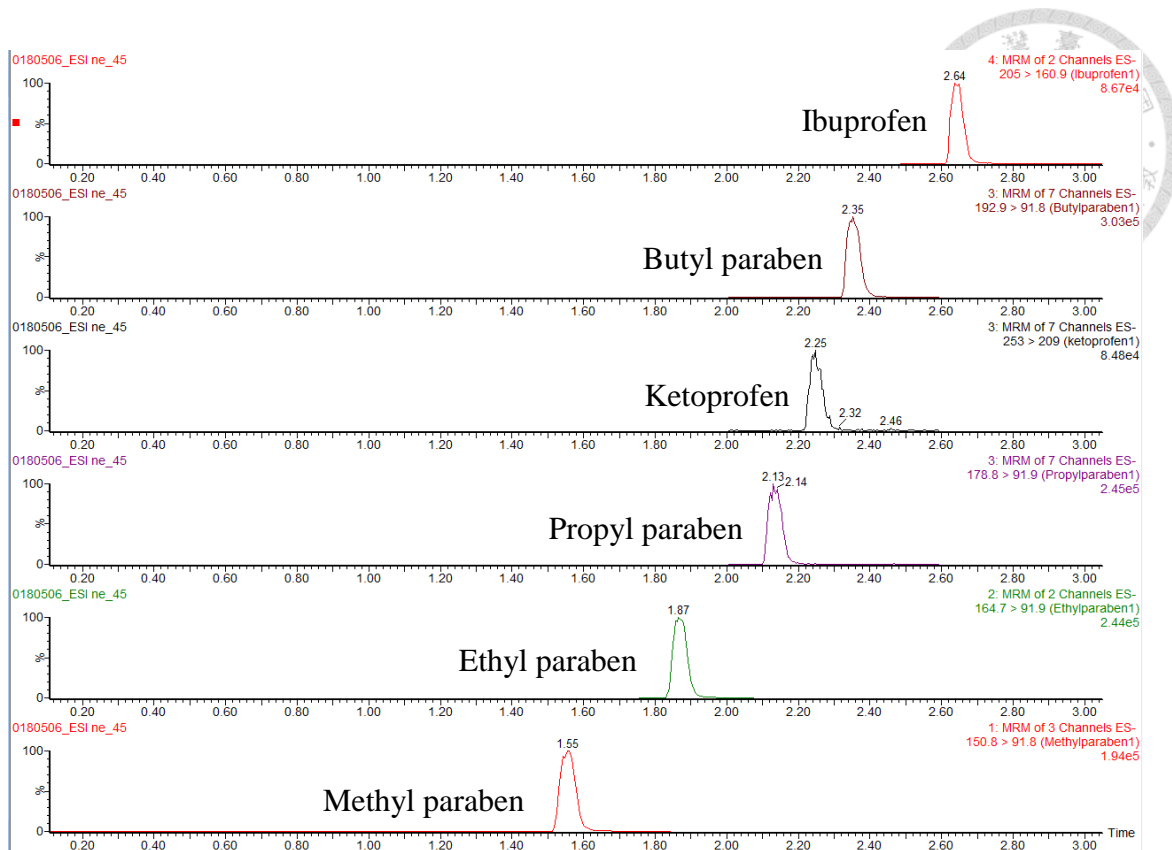 0180506_ESI ne_45
4: MRM of 2 Channels ES-
205 > 160.9 (Ibuprofen1)
8.67e4
100
%
0
2.64
Ibuprofen
0.20 0.40 0.60 0.80 1.00 1.20 1.40 1.60 1.80 2.00 2.20 2.40 2.60 2.80 3.00
0180506_ESI ne_45
3: MRM of 7 Channels ES-
192.9 > 91.8 (Butylparaben1)
3.03e5
100
%
0
2.35
Butyl paraben
0.20 0.40 0.60 0.80 1.00 1.20 1.40 1.60 1.80 2.00 2.20 2.40 2.60 2.80 3.00
0180506_ESI ne_45
3: MRM of 7 Channels ES-
253 > 209 (ketoprofen1)
8.48e4
100
%
0
2.25
2.32
2.46
Ketoprofen
0.20 0.40 0.60 0.80 1.00 1.20 1.40 1.60 1.80 2.00 2.20 2.40 2.60 2.80 3.00
0180506_ESI ne_45
3: MRM of 7 Channels ES-
178.8 > 91.9 (Propylparaben1)
2.45e5
100
%
0
2.13
2.14
Propyl paraben
0.20 0.40 0.60 0.80 1.00 1.20 1.40 1.60 1.80 2.00 2.20 2.40 2.60 2.80 3.00
0180506_ESI ne_45
2: MRM of 2 Channels ES-
164.7 > 91.9 (Ethylparaben1)
2.44e5
100
%
0
1.87
Ethyl paraben
0.20 0.40 0.60 0.80 1.00 1.20 1.40 1.60 1.80 2.00 2.20 2.40 2.60 2.80 3.00
0180506_ESI ne_45
1: MRM of 3 Channels ES-
150.8 > 91.8 (Methylparaben1)
1.94e5
100
%
0
1.55
Methyl paraben
Time
0.20 0.40 0.60 0.80 1.00 1.20 1.40 1.60 1.80 2.00 2.20 2.40 2.60 2.80 3.00